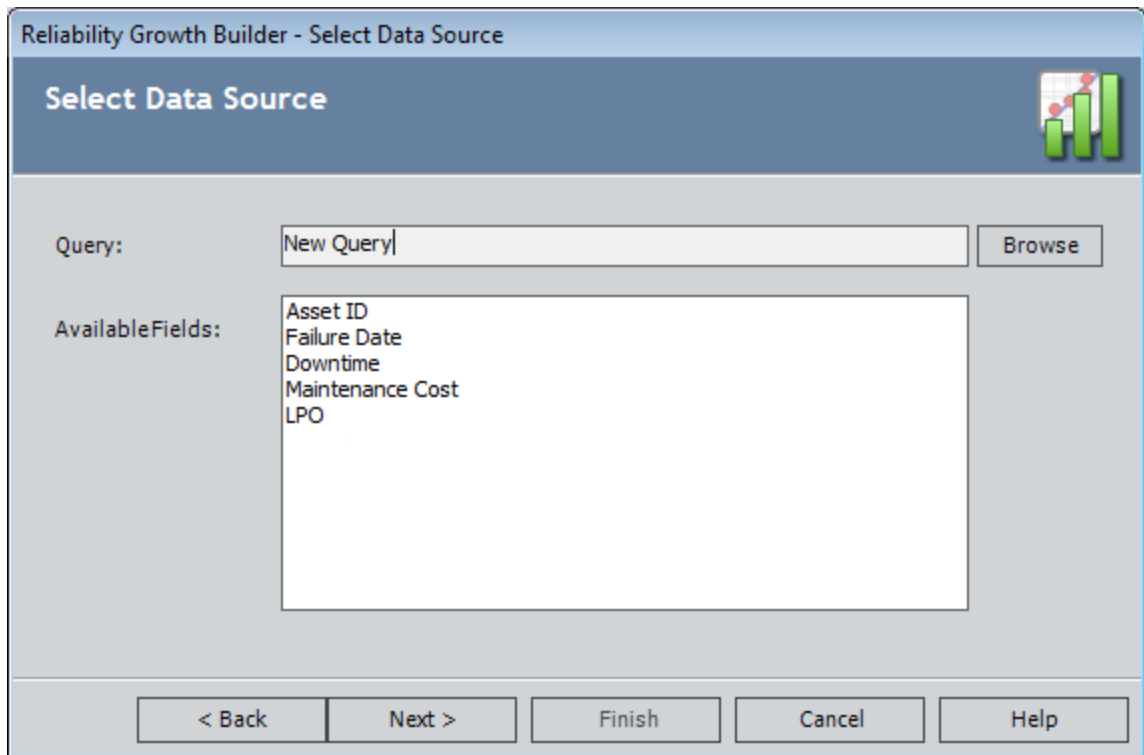 Reliability Growth Builder - Select Data Source
Select Data Source
Query:
New Query
Browse
AvailableFields:
Asset ID
Failure Date
Downtime
Maintenance Cost
LPO
< Back
Next >
Finish
Cancel
Help